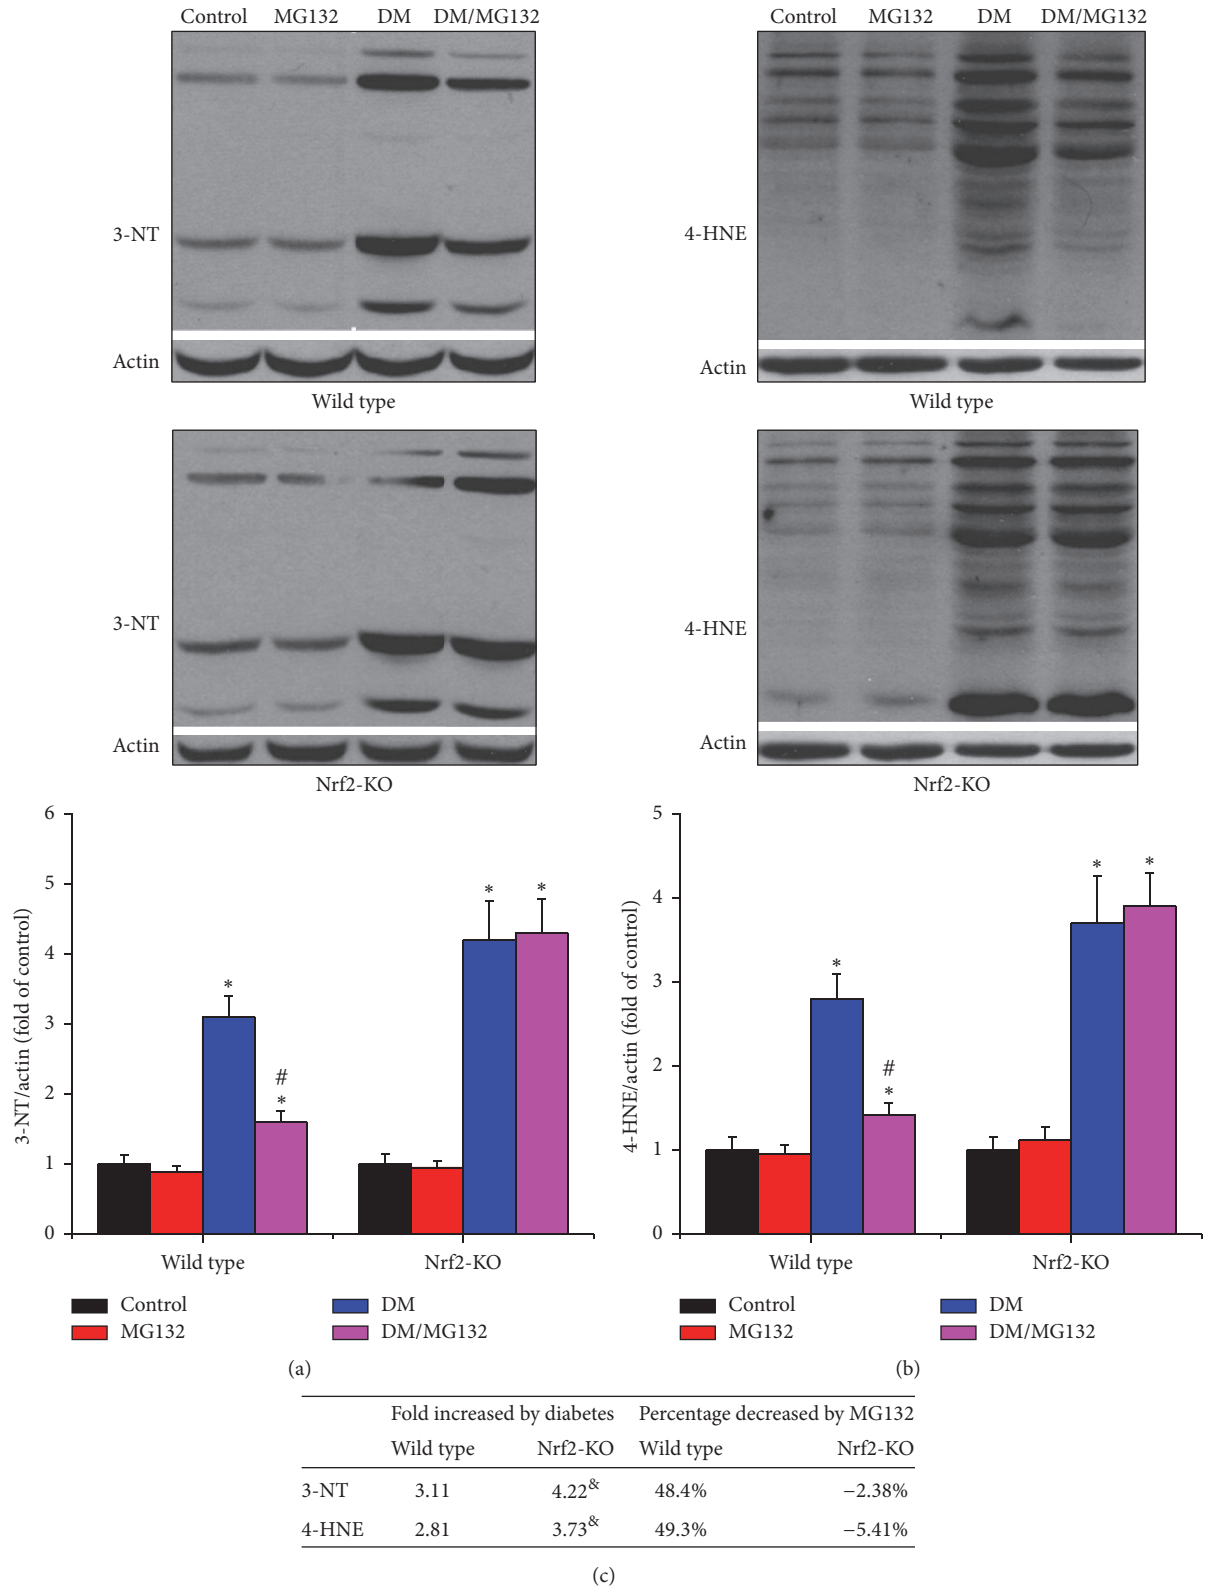 Control MG132 DM DM/MG132
3-NT
Actin
Wild type
3-NT
Actin
Nrf2-KO
6
5
4
3
2
1
0
3-NT/actin (fold of control)
*
#
*
*
*
Wild type Nrf2-KO
Control DM
MG132 DM/MG132
(a)
Control MG132 DM DM/MG132
4-HNE
Actin
Wild type
4-HNE
Actin
Nrf2-KO
5
4
3
2
1
0
4-HNE/actin (fold of control)
*
#
*
*
*
Wild type Nrf2-KO
Control DM
MG132 DM/MG132
(b)
Fold increased by diabetes Percentage decreased by MG132
Wild type Nrf2-KO Wild type Nrf2-KO
3-NT 3.11 4.22& 48.4% −2.38%
4-HNE 2.81 3.73& 49.3% −5.41%
(c)